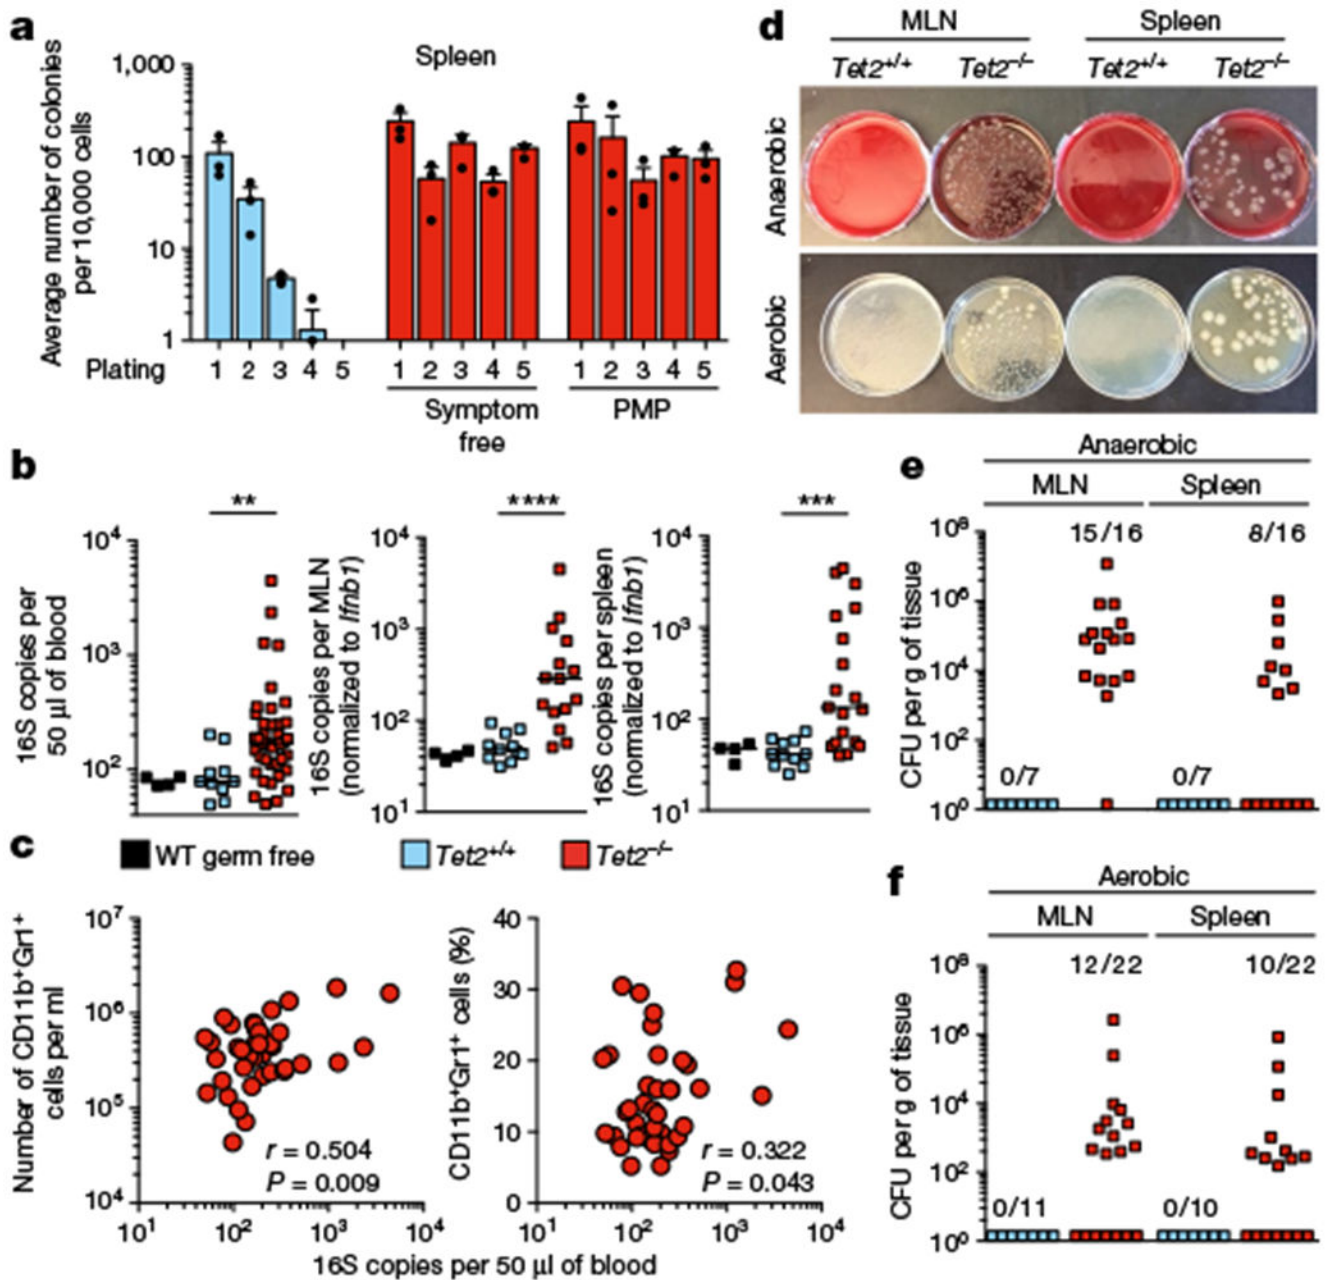 a
Spleen
Average number of colonies
per 10,000 cells
1,000
100
10
1
Plating
1 2 3 4 5
1 2 3 4 5
1 2 3 4 5
Symptom
free
PMP
d
MLN
Spleen
Tet2+/+
Tet2–/–
Tet2+/+
Tet2–/–
Anaerobic
Aerobic
b
**
16S copies per
50 µl of blood
10⁴
10³
10²
****
16S copies per MLN
(normalized to Ifnb1)
10⁴
10³
10²
10¹
***
16S copies per spleen
(normalized to Ifnb1)
10⁴
10³
10²
10¹
WT germ free
Tet2+/+
Tet2–/–
c
Number of CD11b⁺Gr1⁺
cells per ml
10⁷
10⁶
10⁵
10⁴
r = 0.504
P = 0.009
10¹ 10² 10³ 10⁴
CD11b⁺Gr1⁺ cells (%)
40
30
20
10
0
r = 0.322
P = 0.043
10¹ 10² 10³ 10⁴
16S copies per 50 µl of blood
e
Anaerobic
MLN
Spleen
CFU per g of tissue
10⁸
10⁶
10⁴
10²
10⁰
0/7
15/16
0/7
8/16
f
Aerobic
MLN
Spleen
CFU per g of tissue
10⁸
10⁶
10⁴
10²
10⁰
0/11
12/22
0/10
10/22